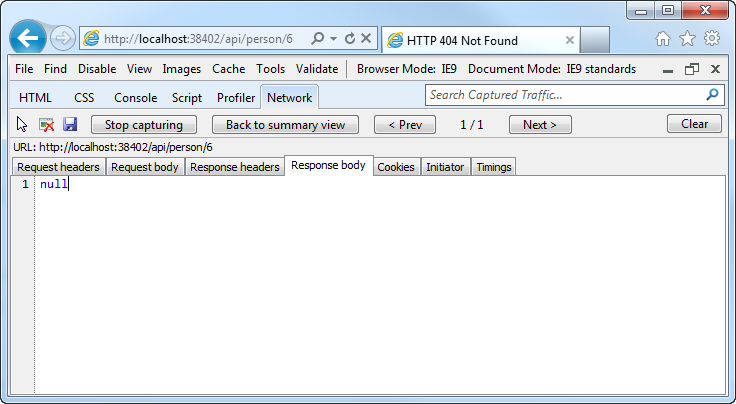 http://localhost:38402/api/person/6 HTTP 404 Not Found
File Find Disable View Images Cache Tools Validate Browser Mode: IE9 Document Mode: IE9 standards
HTML CSS Console Script Profiler Network Search Captured Traffic...
Stop capturing Back to summary view < Prev 1 / 1 Next > Clear
URL: http://localhost:38402/api/person/6
Request headers Request body Response headers Response body Cookies Initiator Timings
1 null